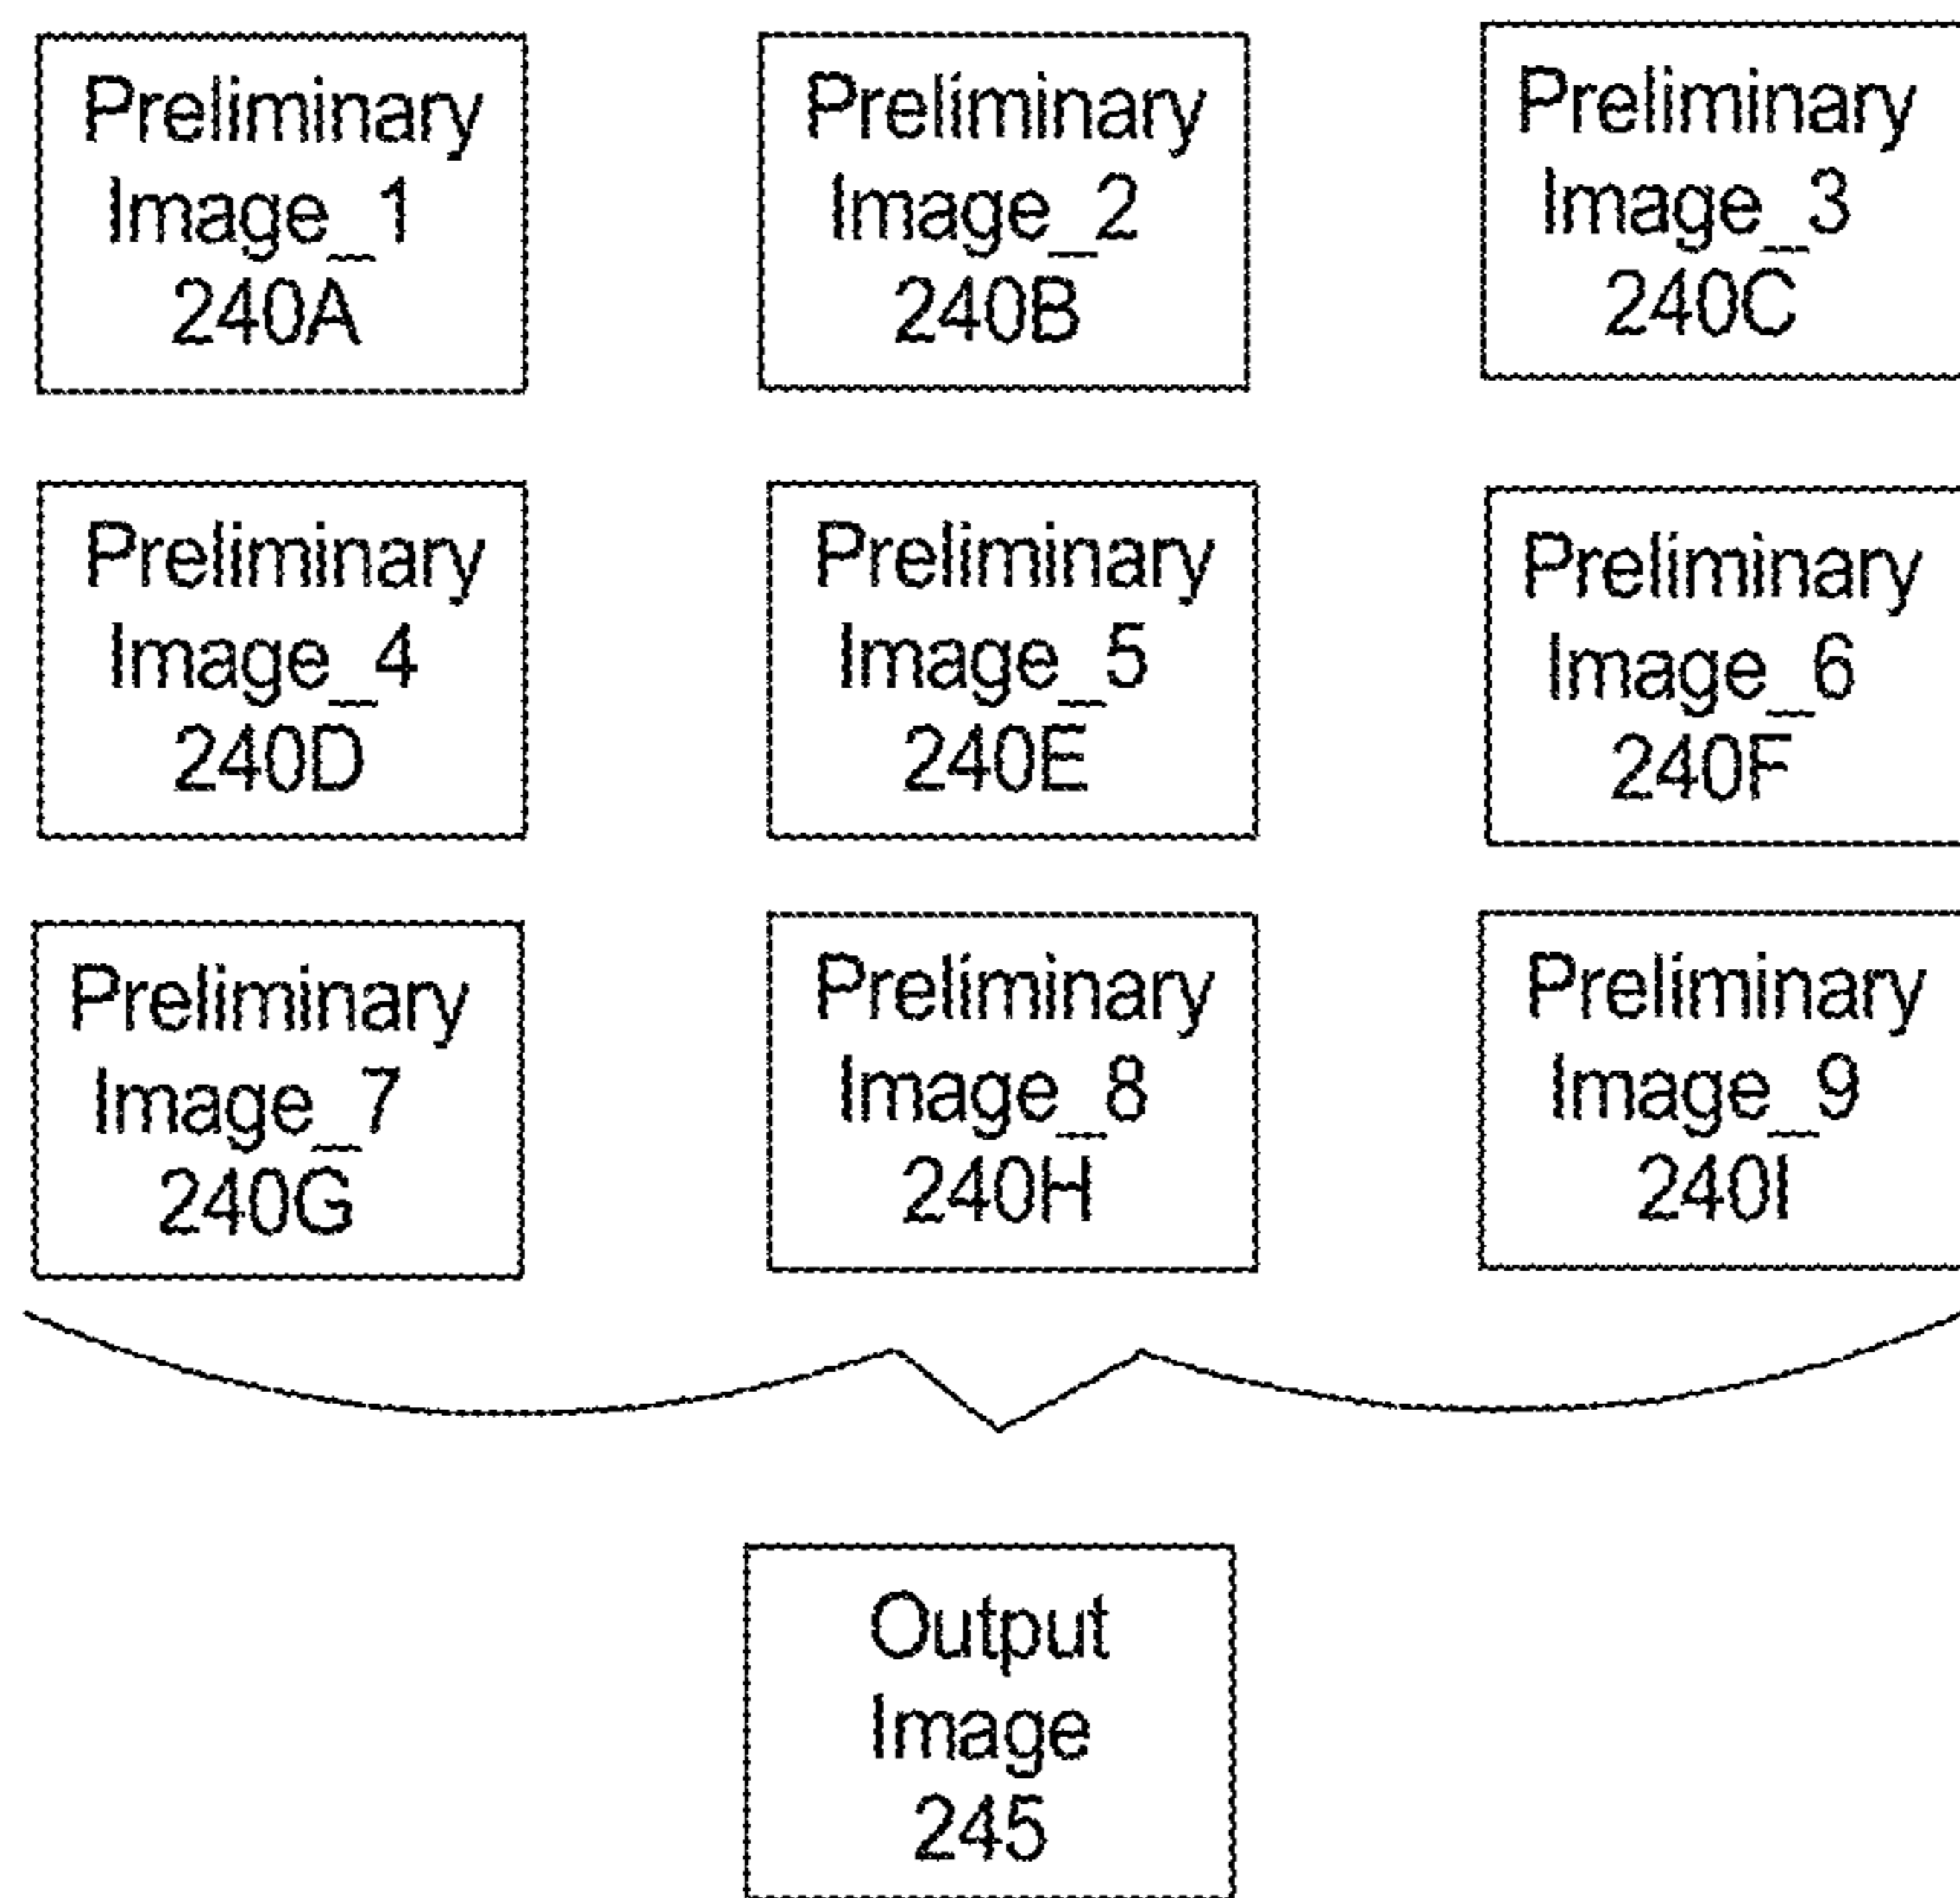 Preliminary
Image_1
240A
Preliminary
Image_2
240B
Preliminary
Image_3
240C
Preliminary
Image_4
240D
Preliminary
Image_5
240E
Preliminary
Image_6
240F
Preliminary
Image_7
240G
Preliminary
Image_8
240H
Preliminary
Image_9
240I
Output
Image
245